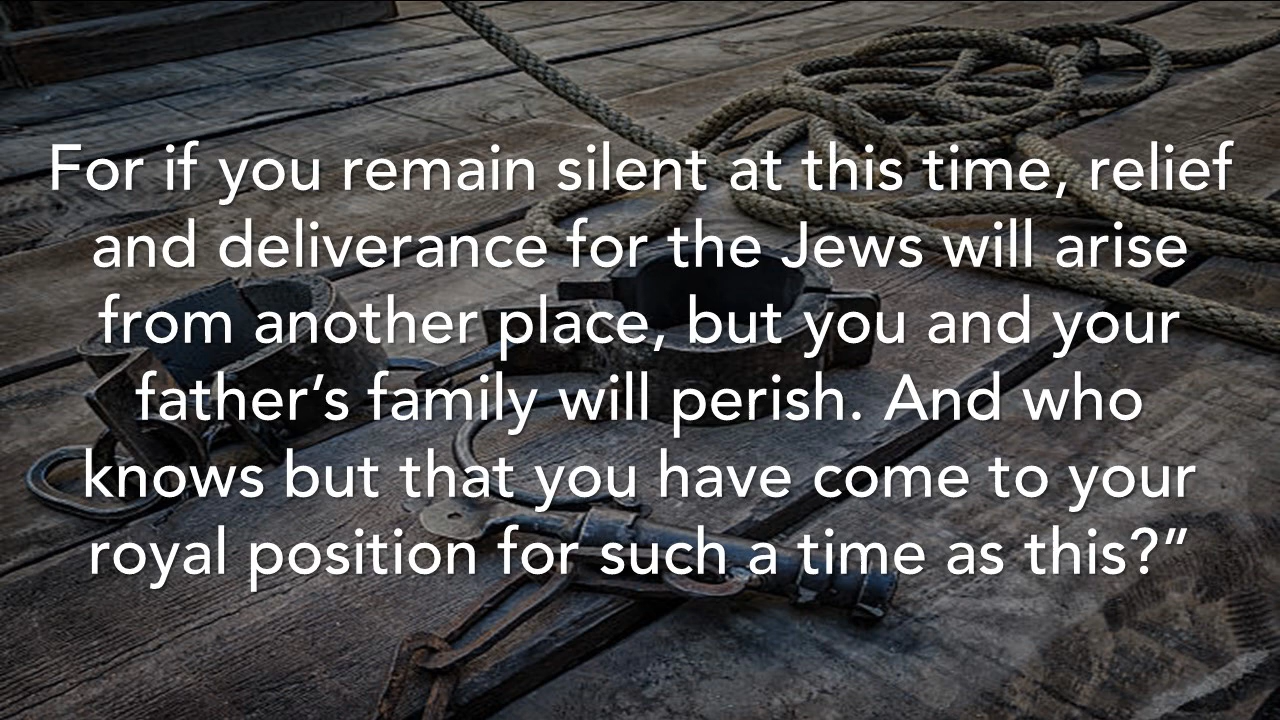 For if you remain silent at this time, relief
and deliverance for the Jews will arise
from another place, but you and your
father’s family will perish. And who
knows but that you have come to your
royal position for such a time as this?”